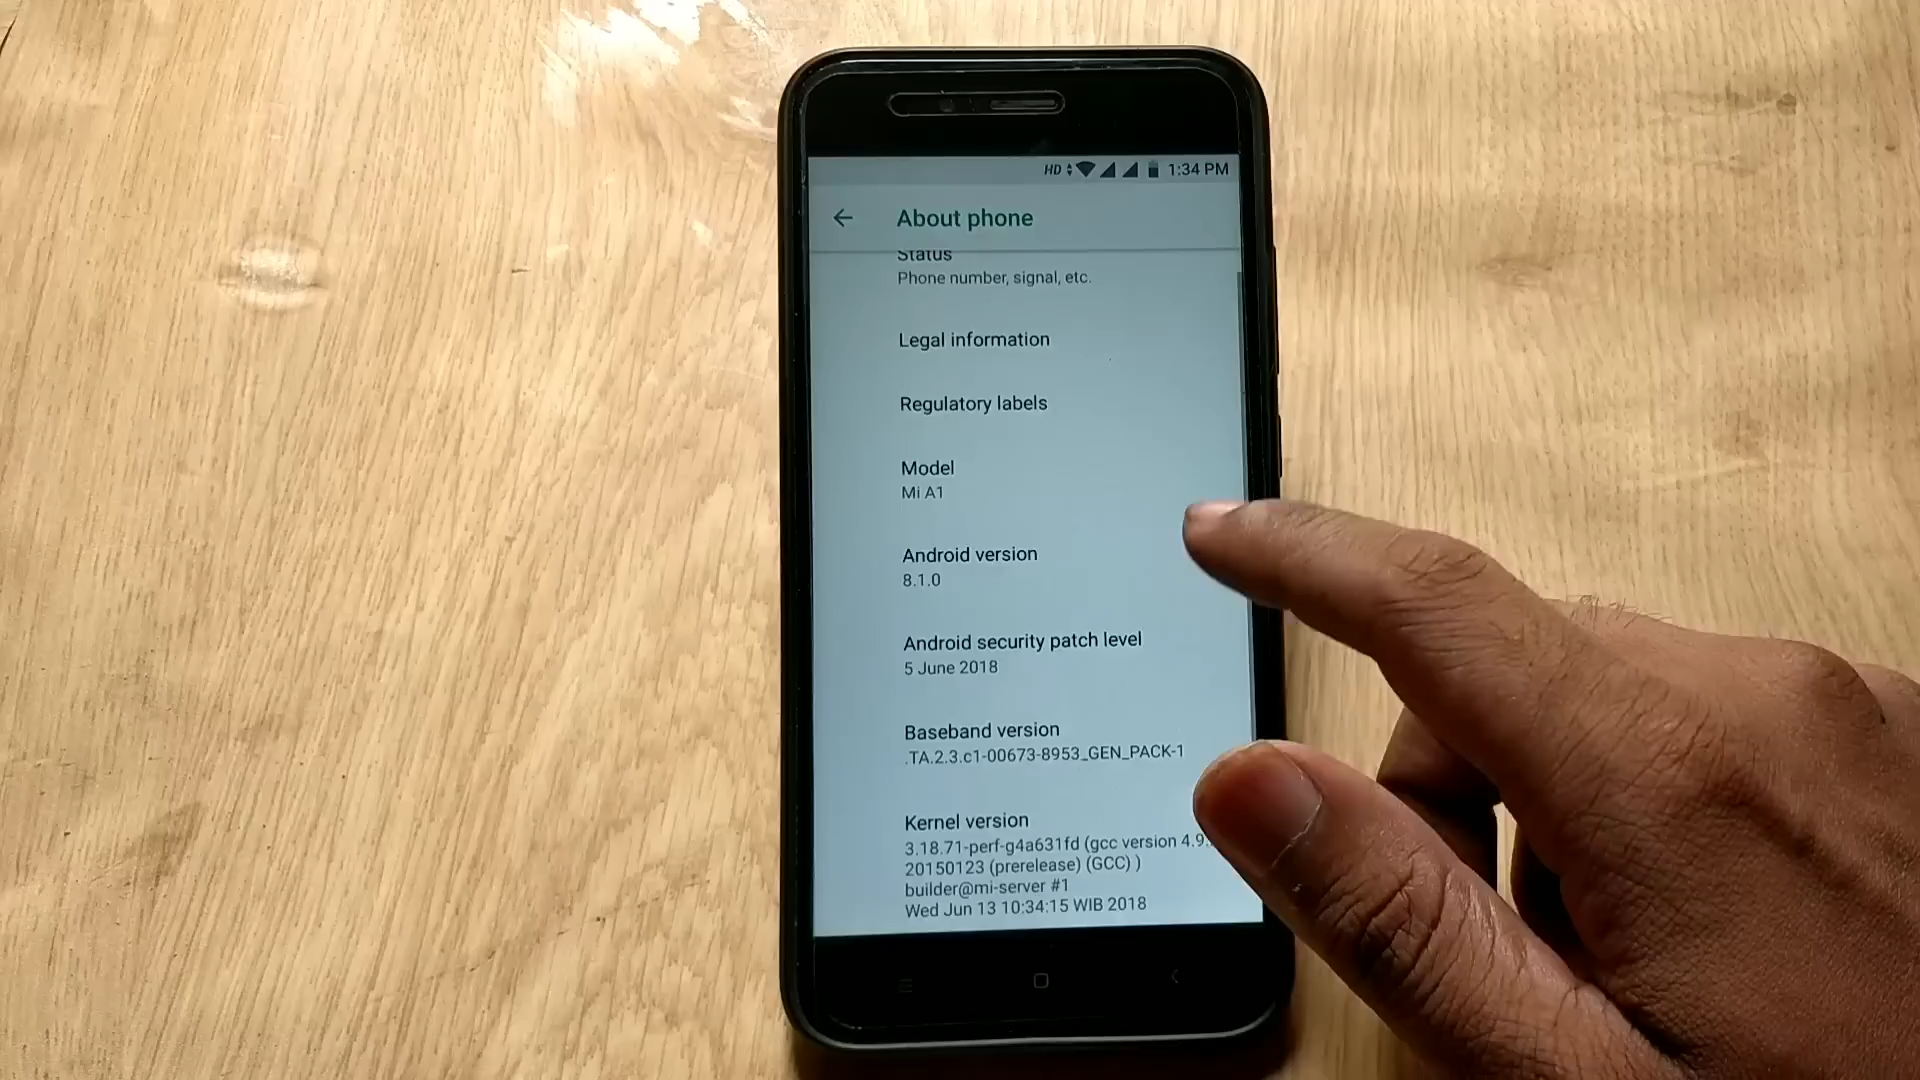 HD 1:34 PM
About phone
Status
Phone number, signal, etc.
Legal information
Regulatory labels
Model
Mi A1
Android version
8.1.0
Android security patch level
5 June 2018
Baseband version
.TA.2.3.c1-00673-8953_GEN_PACK-1
Kernel version
3.18.71-perf-g4a631fd (gcc version 4.9.
20150123 (prerelease) (GCC) )
builder@mi-server #1
Wed Jun 13 10:34:15 WIB 2018